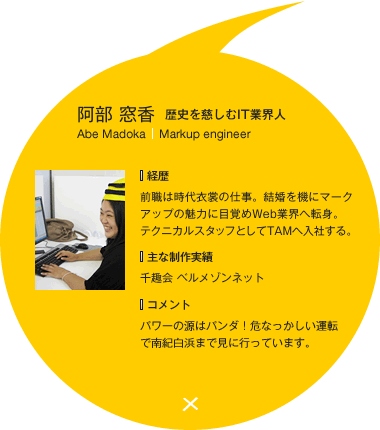 阿部 窓香 歴史を慈しむIT業界人
Abe Madoka | Markup engineer
経歴
前職は時代衣裳の仕事。結婚を機にマーク
アップの魅力に目覚めWeb業界へ転身。
テクニカルスタッフとしてTAMへ入社する。
主な制作実績
千趣会 ベルメゾンネット
コメント
パワーの源はパンダ！危なっかしい運転
で南紀白浜まで見に行っています。